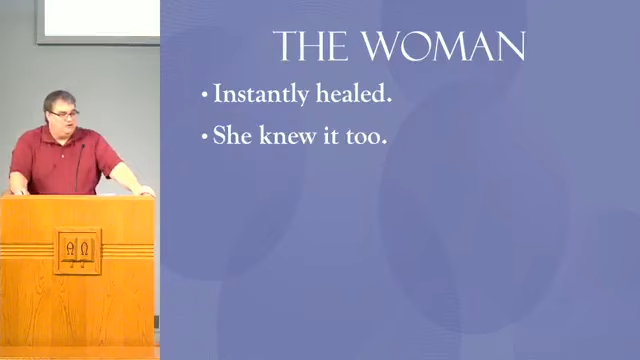 THE WOMAN
• Instantly healed.
• She knew it too.
Α Ω